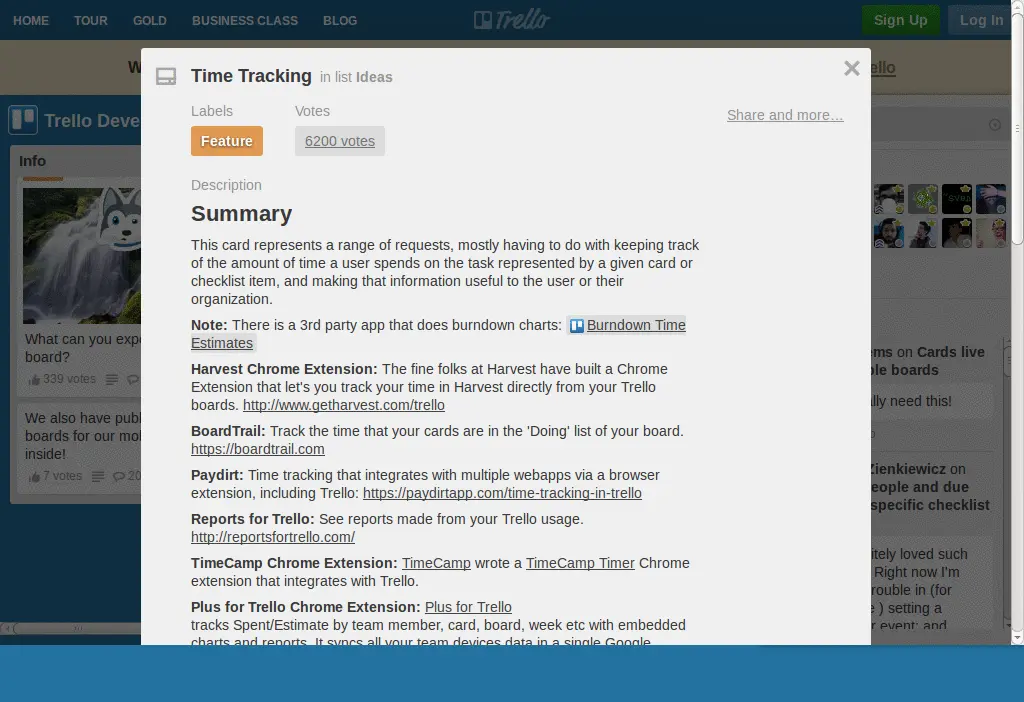 HOME TOUR GOLD BUSINESS CLASS BLOG Trello Sign Up Log In
Time Tracking in list Ideas
Labels Votes
Share and more…
Feature 6200 votes
Description
Summary
This card represents a range of requests, mostly having to do with keeping track
of the amount of time a user spends on the task represented by a given card or
checklist item, and making that information useful to the user or their
organization.
Note: There is a 3rd party app that does burndown charts: Burndown Time
Estimates
Harvest Chrome Extension: The fine folks at Harvest have built a Chrome
Extension that let's you track your time in Harvest directly from your Trello
boards. http://www.getharvest.com/trello
BoardTrail: Track the time that your cards are in the 'Doing' list of your board.
https://boardtrail.com
Paydirt: Time tracking that integrates with multiple webapps via a browser
extension, including Trello: https://paydirtapp.com/time-tracking-in-trello
Reports for Trello: See reports made from your Trello usage.
http://reportsfortrello.com/
TimeCamp Chrome Extension: TimeCamp wrote a TimeCamp Timer Chrome
extension that integrates with Trello.
Plus for Trello Chrome Extension: Plus for Trello
tracks Spent/Estimate by team member, card, board, week etc with embedded
charts and reports. It syncs all your team devices data in a single Google
Trello Deve
Info
What can you expe
board?
339 votes
We also have publ
boards for our mob
inside!
7 votes 20
ello
ems on Cards live
ple boards
ally need this!
Zienkiewicz on
eople and due
specific checklist
itely loved such
Right now I'm
rouble in (for
e ) setting a
r event; and